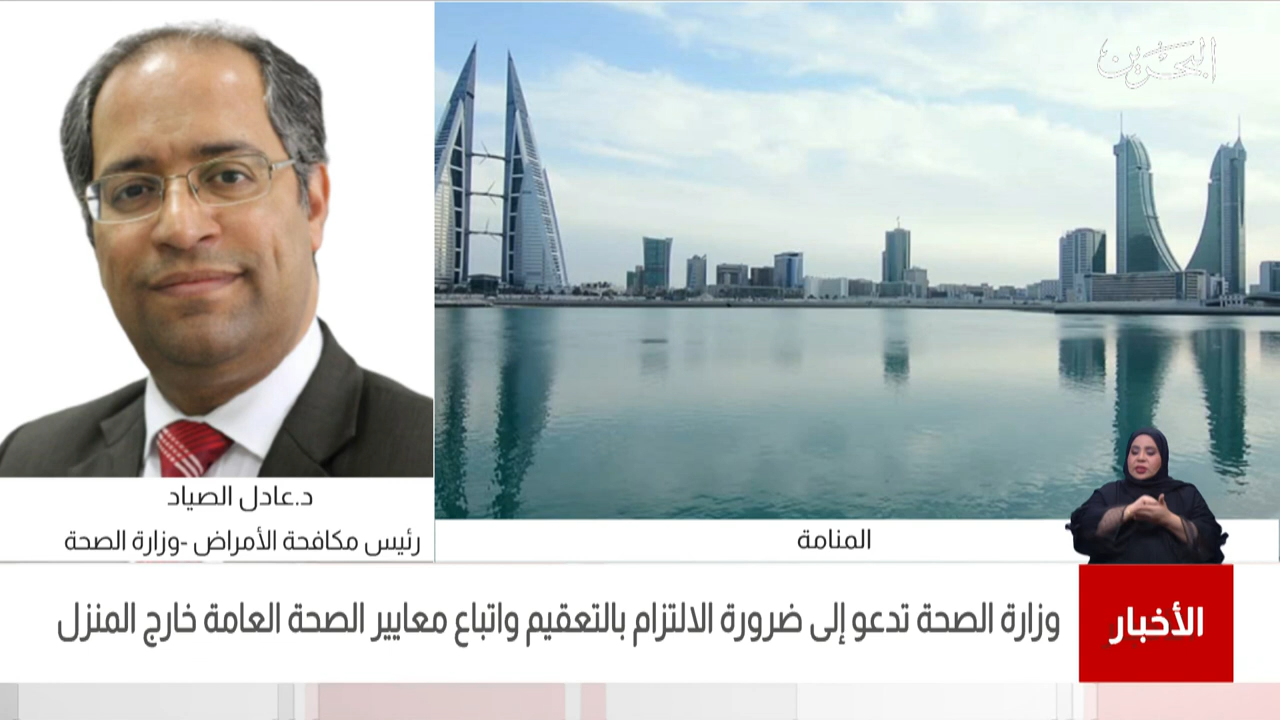 البحرين
د.عادل الصياد
رئيس مكافحة الأمراض -وزارة الصحة
المنامة
الأخبار
وزارة الصحة تدعو إلى ضرورة الالتزام بالتعقيم واتباع معايير الصحة العامة خارج المنزل